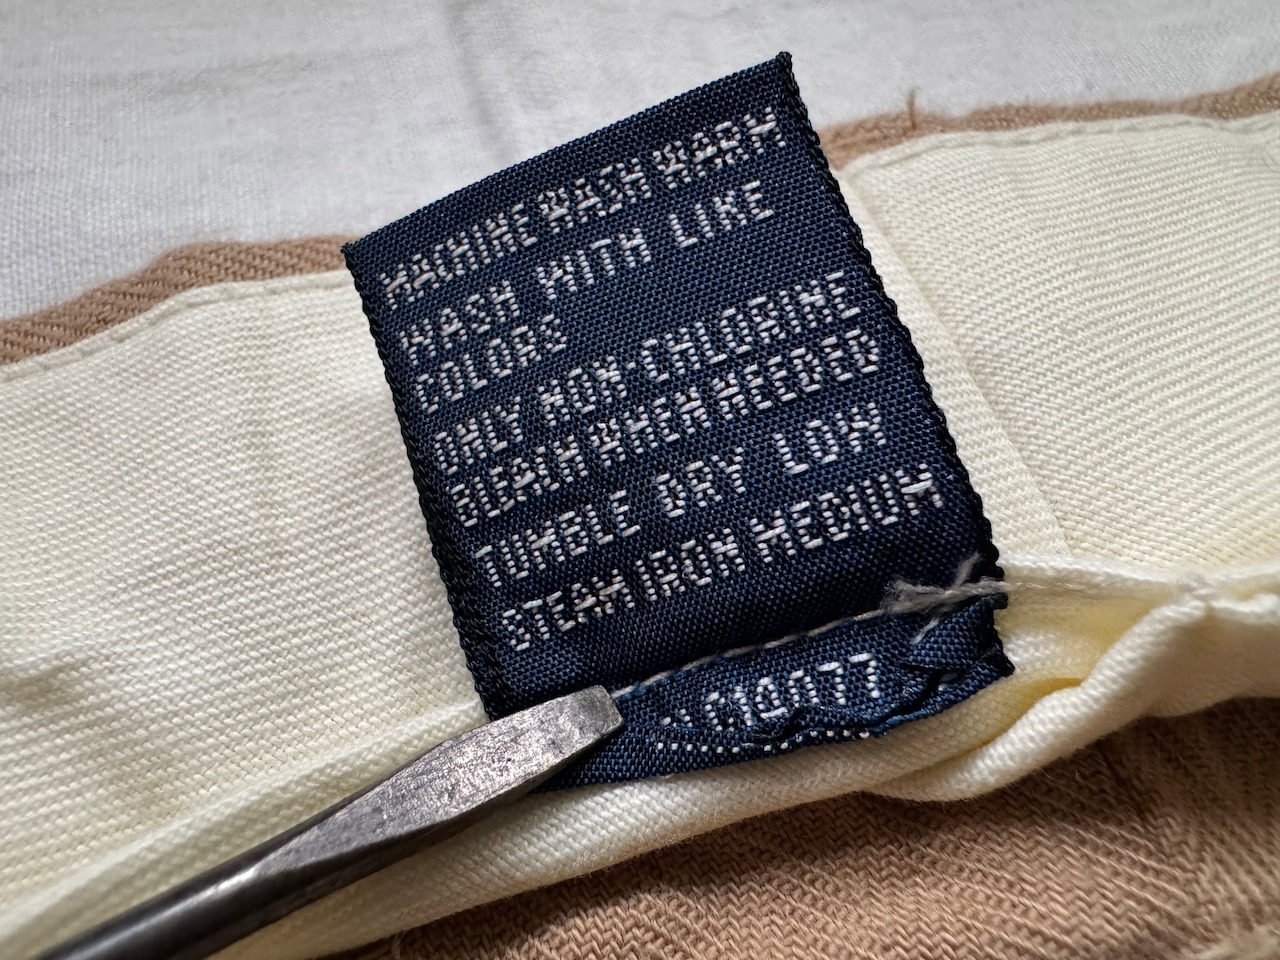 MACHINE WASH WARM
WASH WITH LIKE
COLORS
ONLY NON-CHLORINE
BLEACH WHEN NEEDED
TUMBLE DRY LOW
STEAM IRON MEDIUM